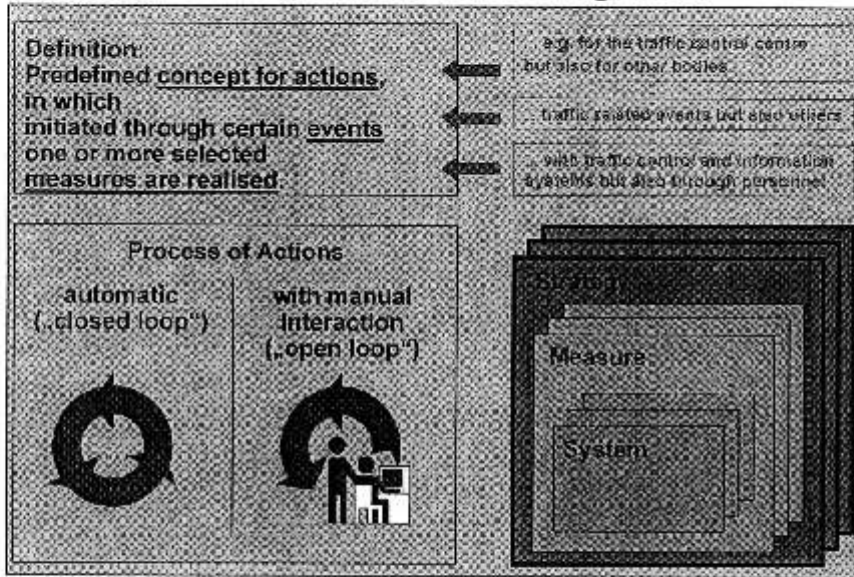 Definition:
Predefined concept for actions,
in which
initiated through certain events
one or more selected
measures are realised.
... e.g. for the traffic control centre
but also for other bodies
... traffic related events but also others
... with traffic control and information
systems but also through personnel
Process of Actions
automatic
(„closed loop“)
with manual
Interaction
(„open loop“)
Strategy
Measure
System